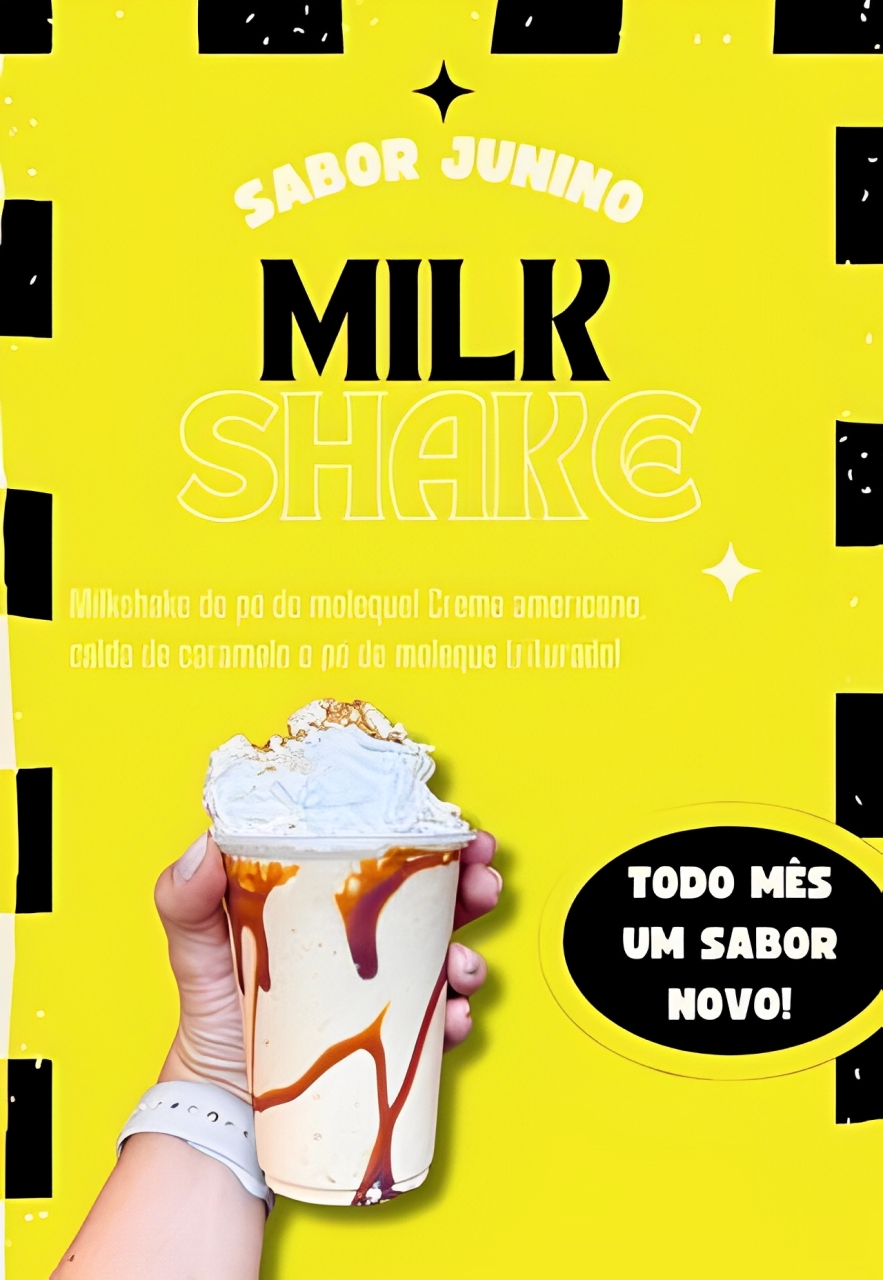 SABOR JUNINO
MILK
SHAKE
Milkshake de pé de moleque! Creme americano,
calda de caramelo e pé de moleque triturado!
TODO MÊS
UM SABOR
NOVO!